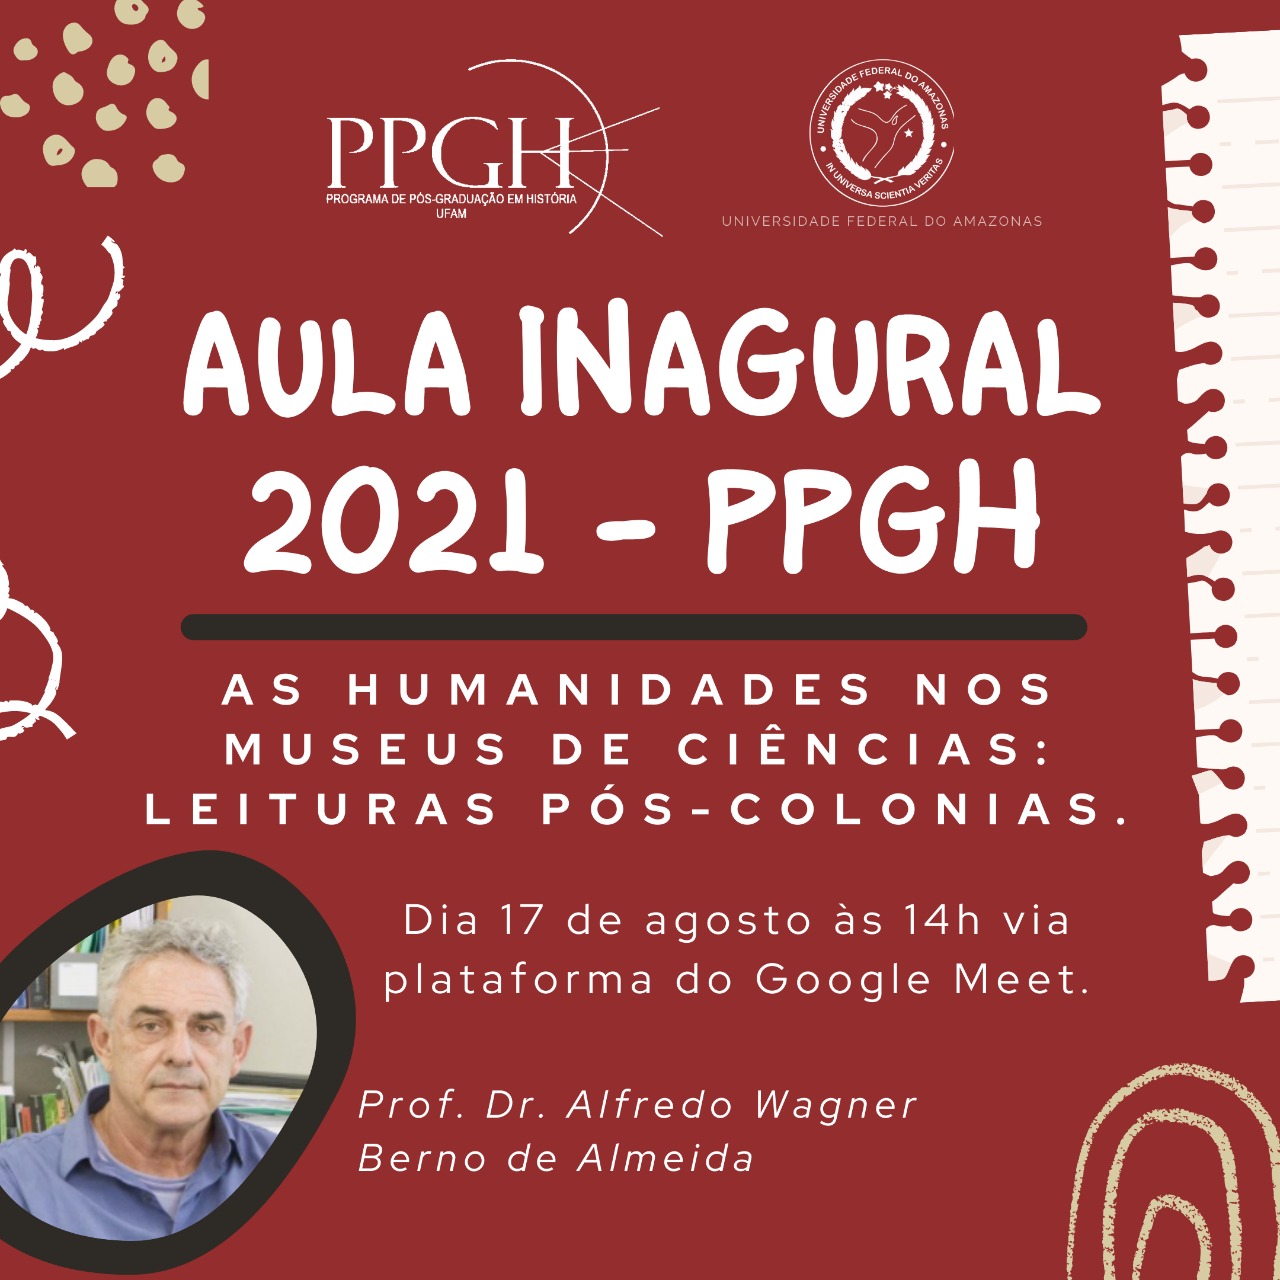 PPGH
PROGRAMA DE PÓS-GRADUAÇÃO EM HISTÓRIA
UFAM
UNIVERSIDADE FEDERAL DO AMAZONAS
IN UNIVERSA SCIENTIA VERITAS
UNIVERSIDADE FEDERAL DO AMAZONAS
AULA INAGURAL
2021 - PPGH
AS HUMANIDADES NOS
MUSEUS DE CIÊNCIAS:
LEITURAS PÓS-COLONIAS.
Dia 17 de agosto às 14h via
plataforma do Google Meet.
Prof. Dr. Alfredo Wagner
Berno de Almeida